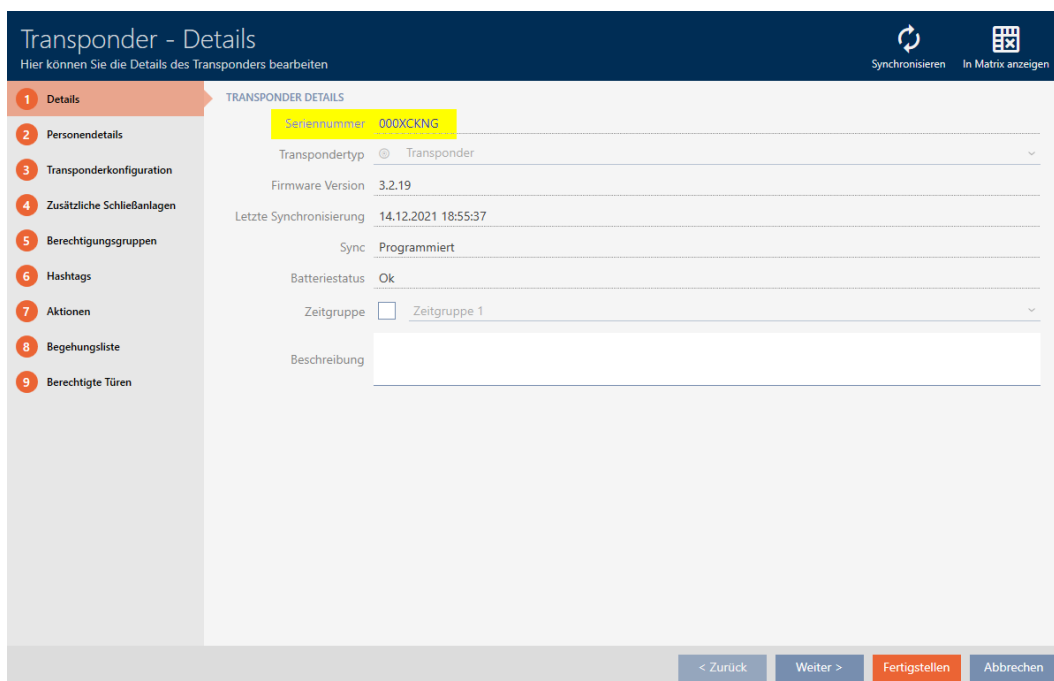 Transponder - Details
Hier können Sie die Details des Transponders bearbeiten
Synchronisieren
In Matrix anzeigen
1 Details
2 Personendetails
3 Transponderkonfiguration
4 Zusätzliche Schließanlagen
5 Berechtigungsgruppen
6 Hashtags
7 Aktionen
8 Begehungsliste
9 Berechtigte Türen
TRANSPONDER DETAILS
Seriennummer 000XCKNG
Transpondertyp Transponder
Firmware Version 3.2.19
Letzte Synchronisierung 14.12.2021 18:55:37
Sync Programmiert
Batteriestatus Ok
Zeitgruppe Zeitgruppe 1
Beschreibung
< Zurück
Weiter >
Fertigstellen
Abbrechen